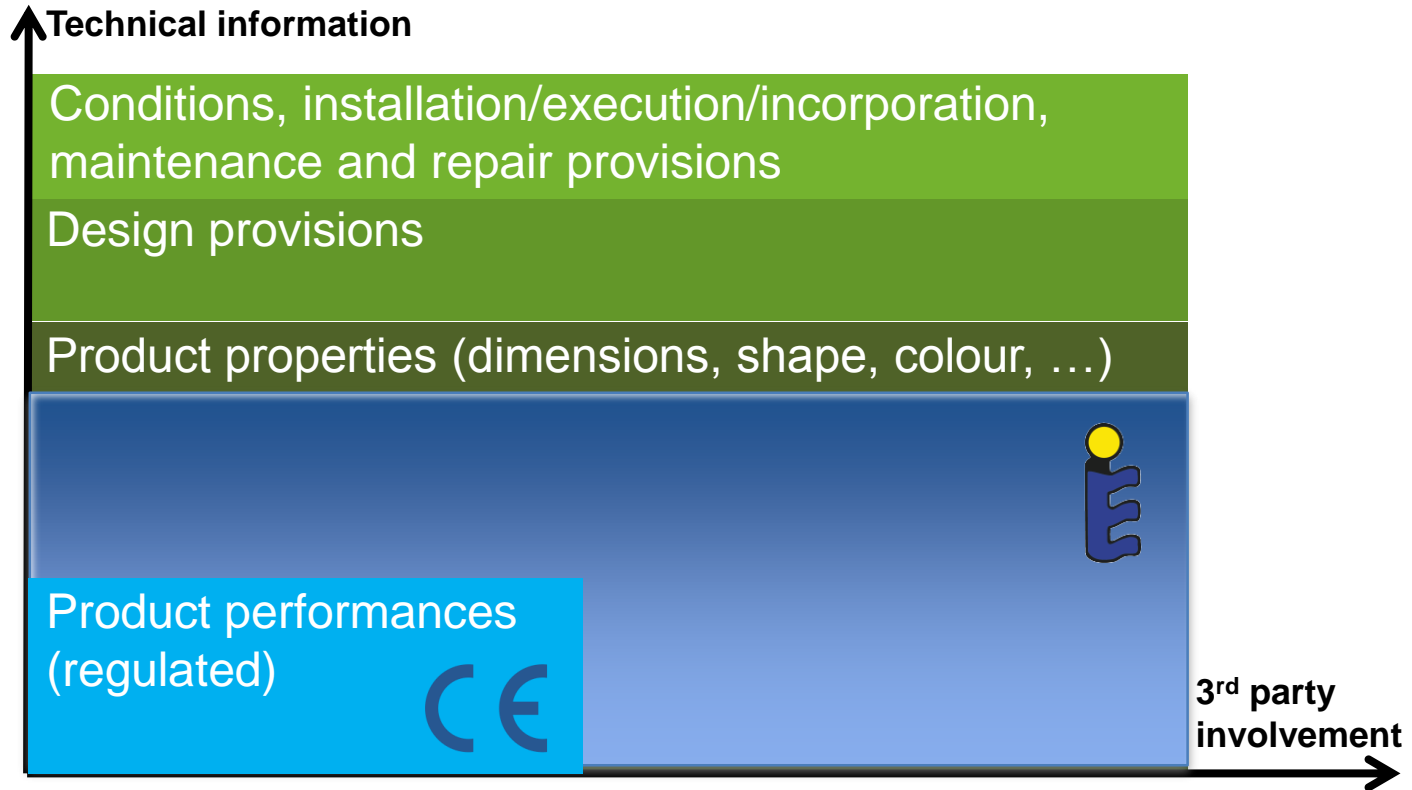 Technical information
Conditions, installation/execution/incorporation,
maintenance and repair provisions
Design provisions
Product properties (dimensions, shape, colour, …)
Product performances
(regulated)
CE
3rd party
involvement